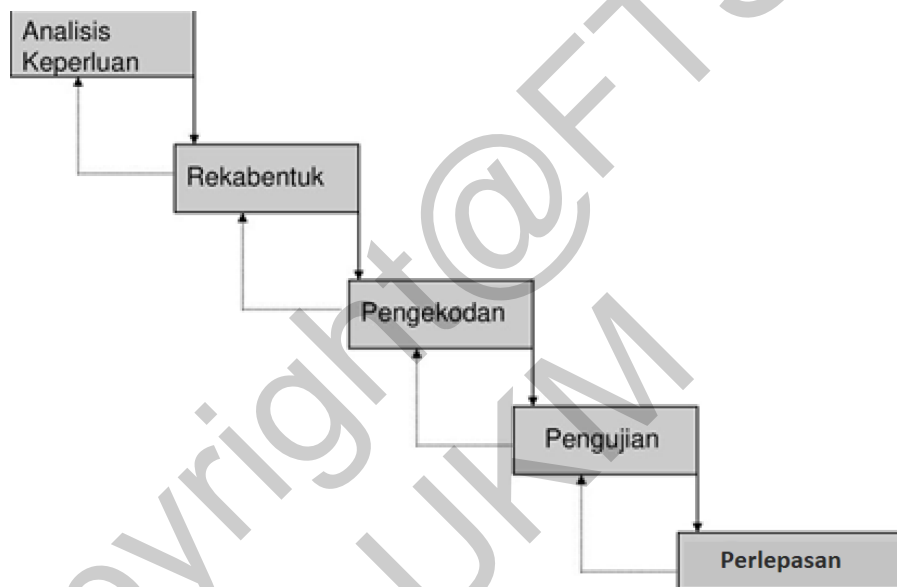 Analisis
Keperluan
Rekabentuk
Pengekodan
Pengujian
Perlepasan
UKM